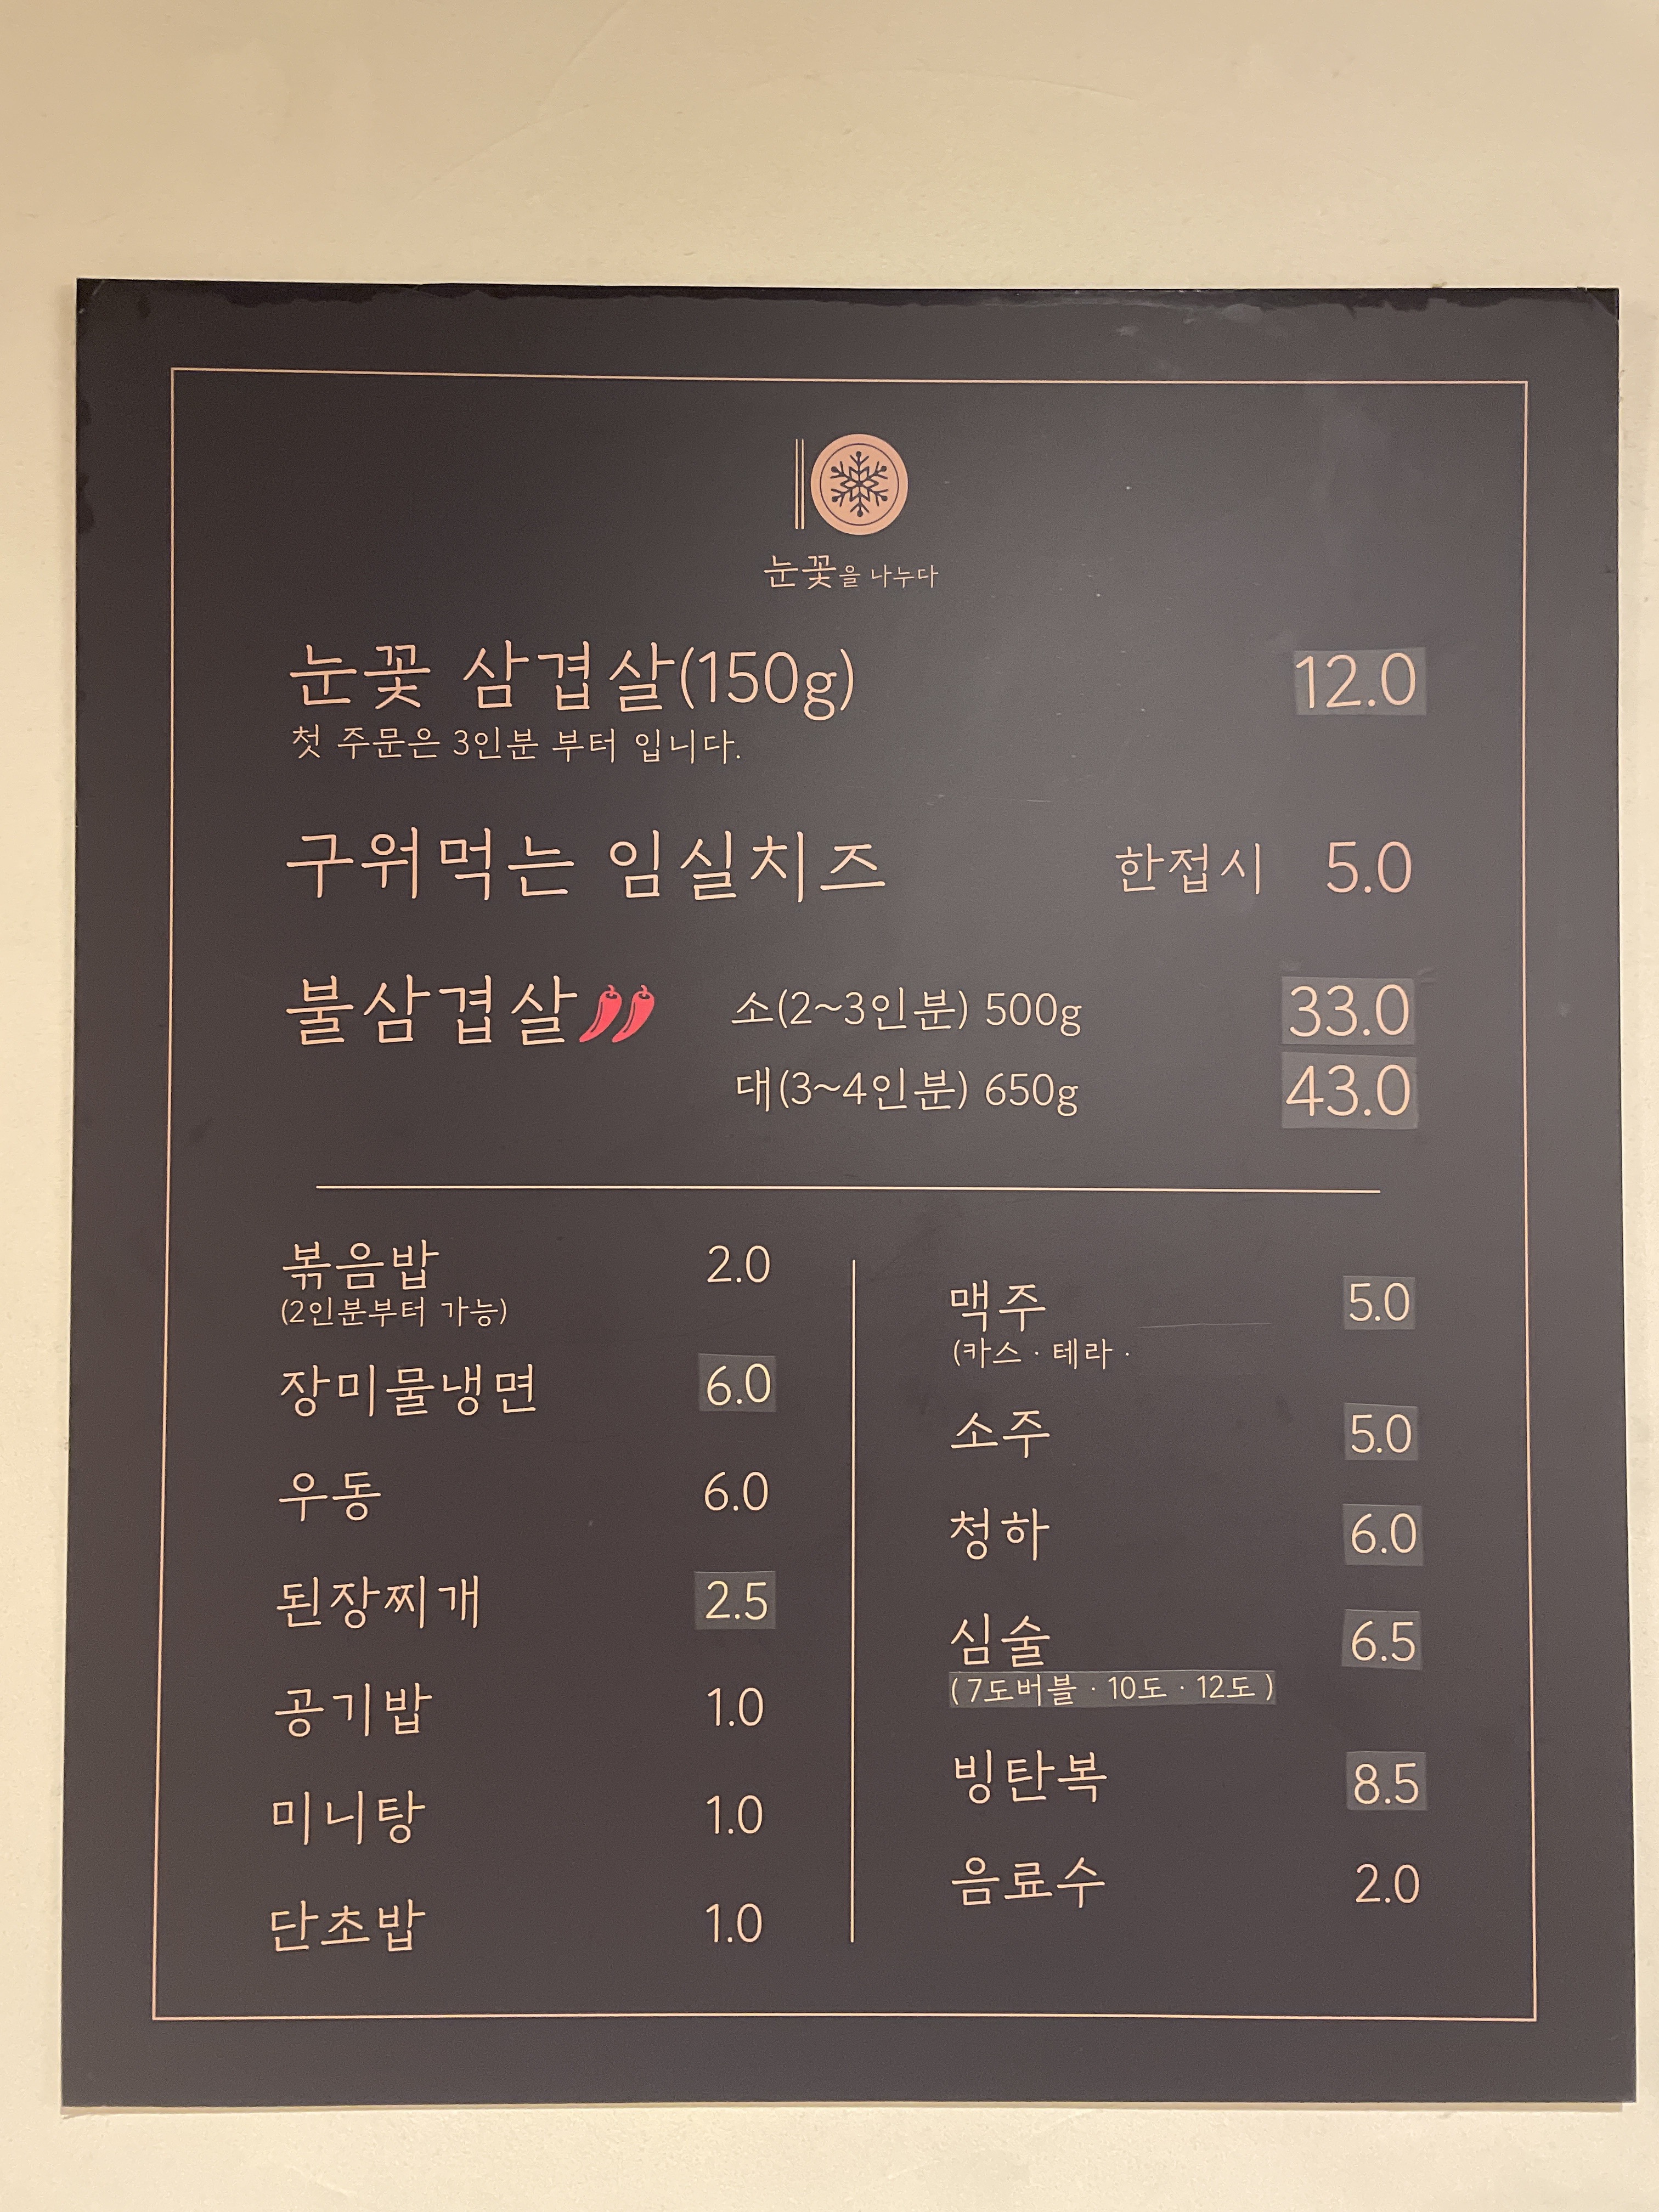 눈꽃을 나누다
눈꽃 삼겹살(150g) 12.0
첫 주문은 3인분 부터 입니다.
구워먹는 임실치즈 한접시 5.0
불삼겹살 소(2~3인분) 500g 33.0
대(3~4인분) 650g 43.0
볶음밥 2.0
(2인분부터 가능)
장미물냉면 6.0
우동 6.0
된장찌개 2.5
공기밥 1.0
미니탕 1.0
단초밥 1.0
맥주 5.0
(카스 · 테라 ·
소주 5.0
청하 6.0
심술 6.5
( 7도버블 · 10도 · 12도 )
빙탄복 8.5
음료수 2.0